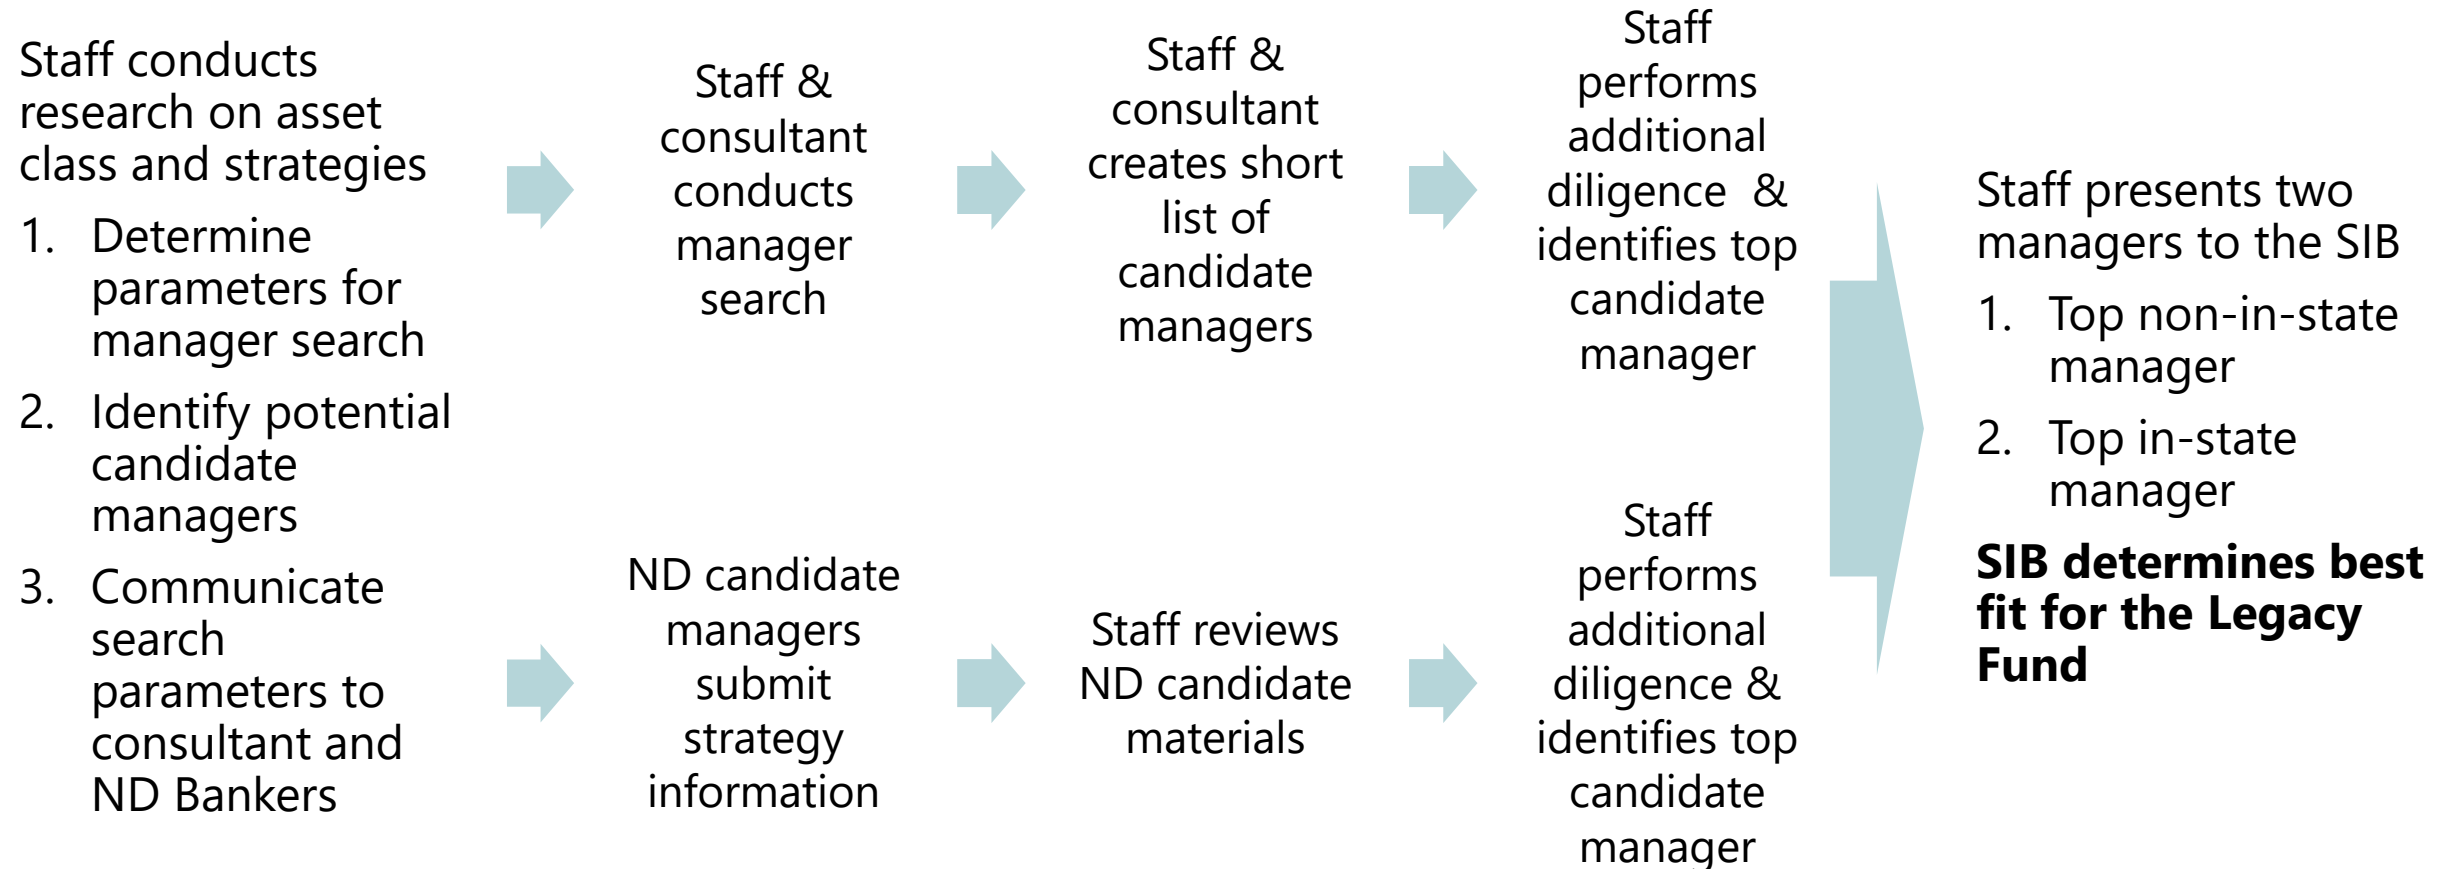 Staff conducts
research on asset
class and strategies
1. Determine
parameters for
manager search
2. Identify potential
candidate
managers
3. Communicate
search
parameters to
consultant and
ND Bankers
Staff &
consultant
conducts
manager
search
Staff &
consultant
creates short
list of
candidate
managers
Staff
performs
additional
diligence &
identifies top
candidate
manager
ND candidate
managers
submit
strategy
information
Staff reviews
ND candidate
materials
Staff
performs
additional
diligence &
identifies top
candidate
manager
Staff presents two
managers to the SIB
1. Top non-in-state
manager
2. Top in-state
manager
SIB determines best
fit for the Legacy
Fund